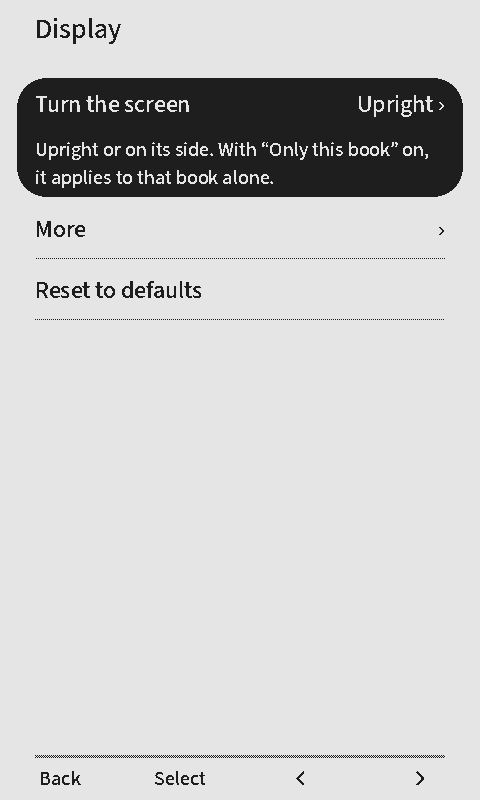 Display
Turn the screen Upright ›
Upright or on its side. With “Only this book” on,
it applies to that book alone.
More ›
Reset to defaults
Back Select ‹ ›